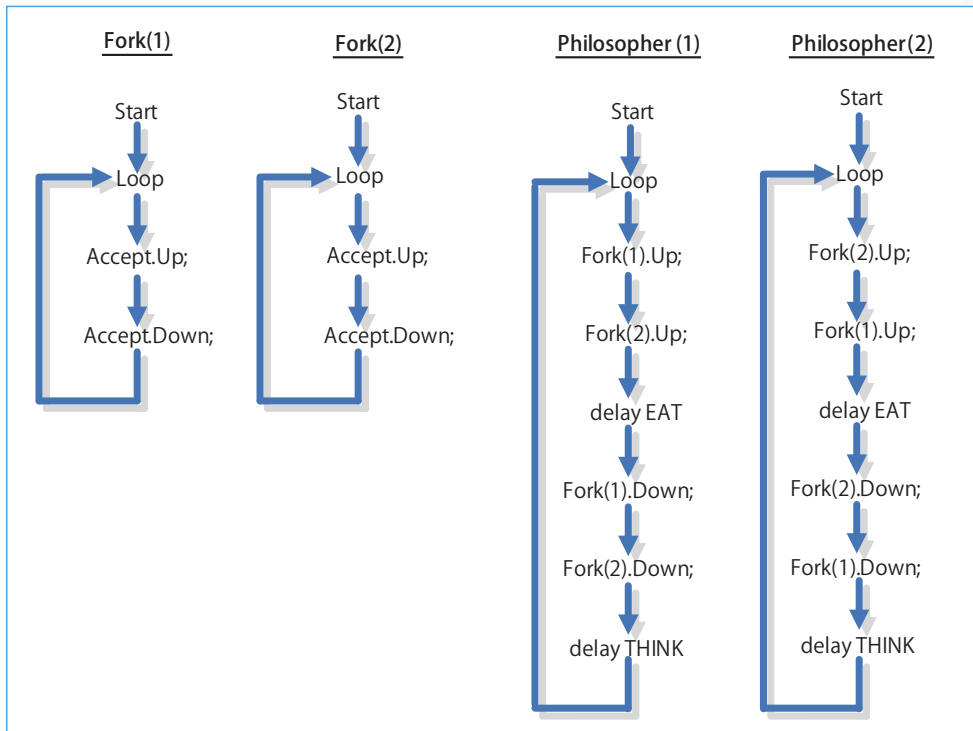 Fork(1)
Start
Loop
Accept.Up;
Accept.Down;
Fork(2)
Start
Loop
Accept.Up;
Accept.Down;
Philosopher (1)
Start
Loop
Fork(1).Up;
Fork(2).Up;
delay EAT
Fork(1).Down;
Fork(2).Down;
delay THINK
Philosopher (2)
Start
Loop
Fork(2).Up;
Fork(1).Up;
delay EAT
Fork(2).Down;
Fork(1).Down;
delay THINK